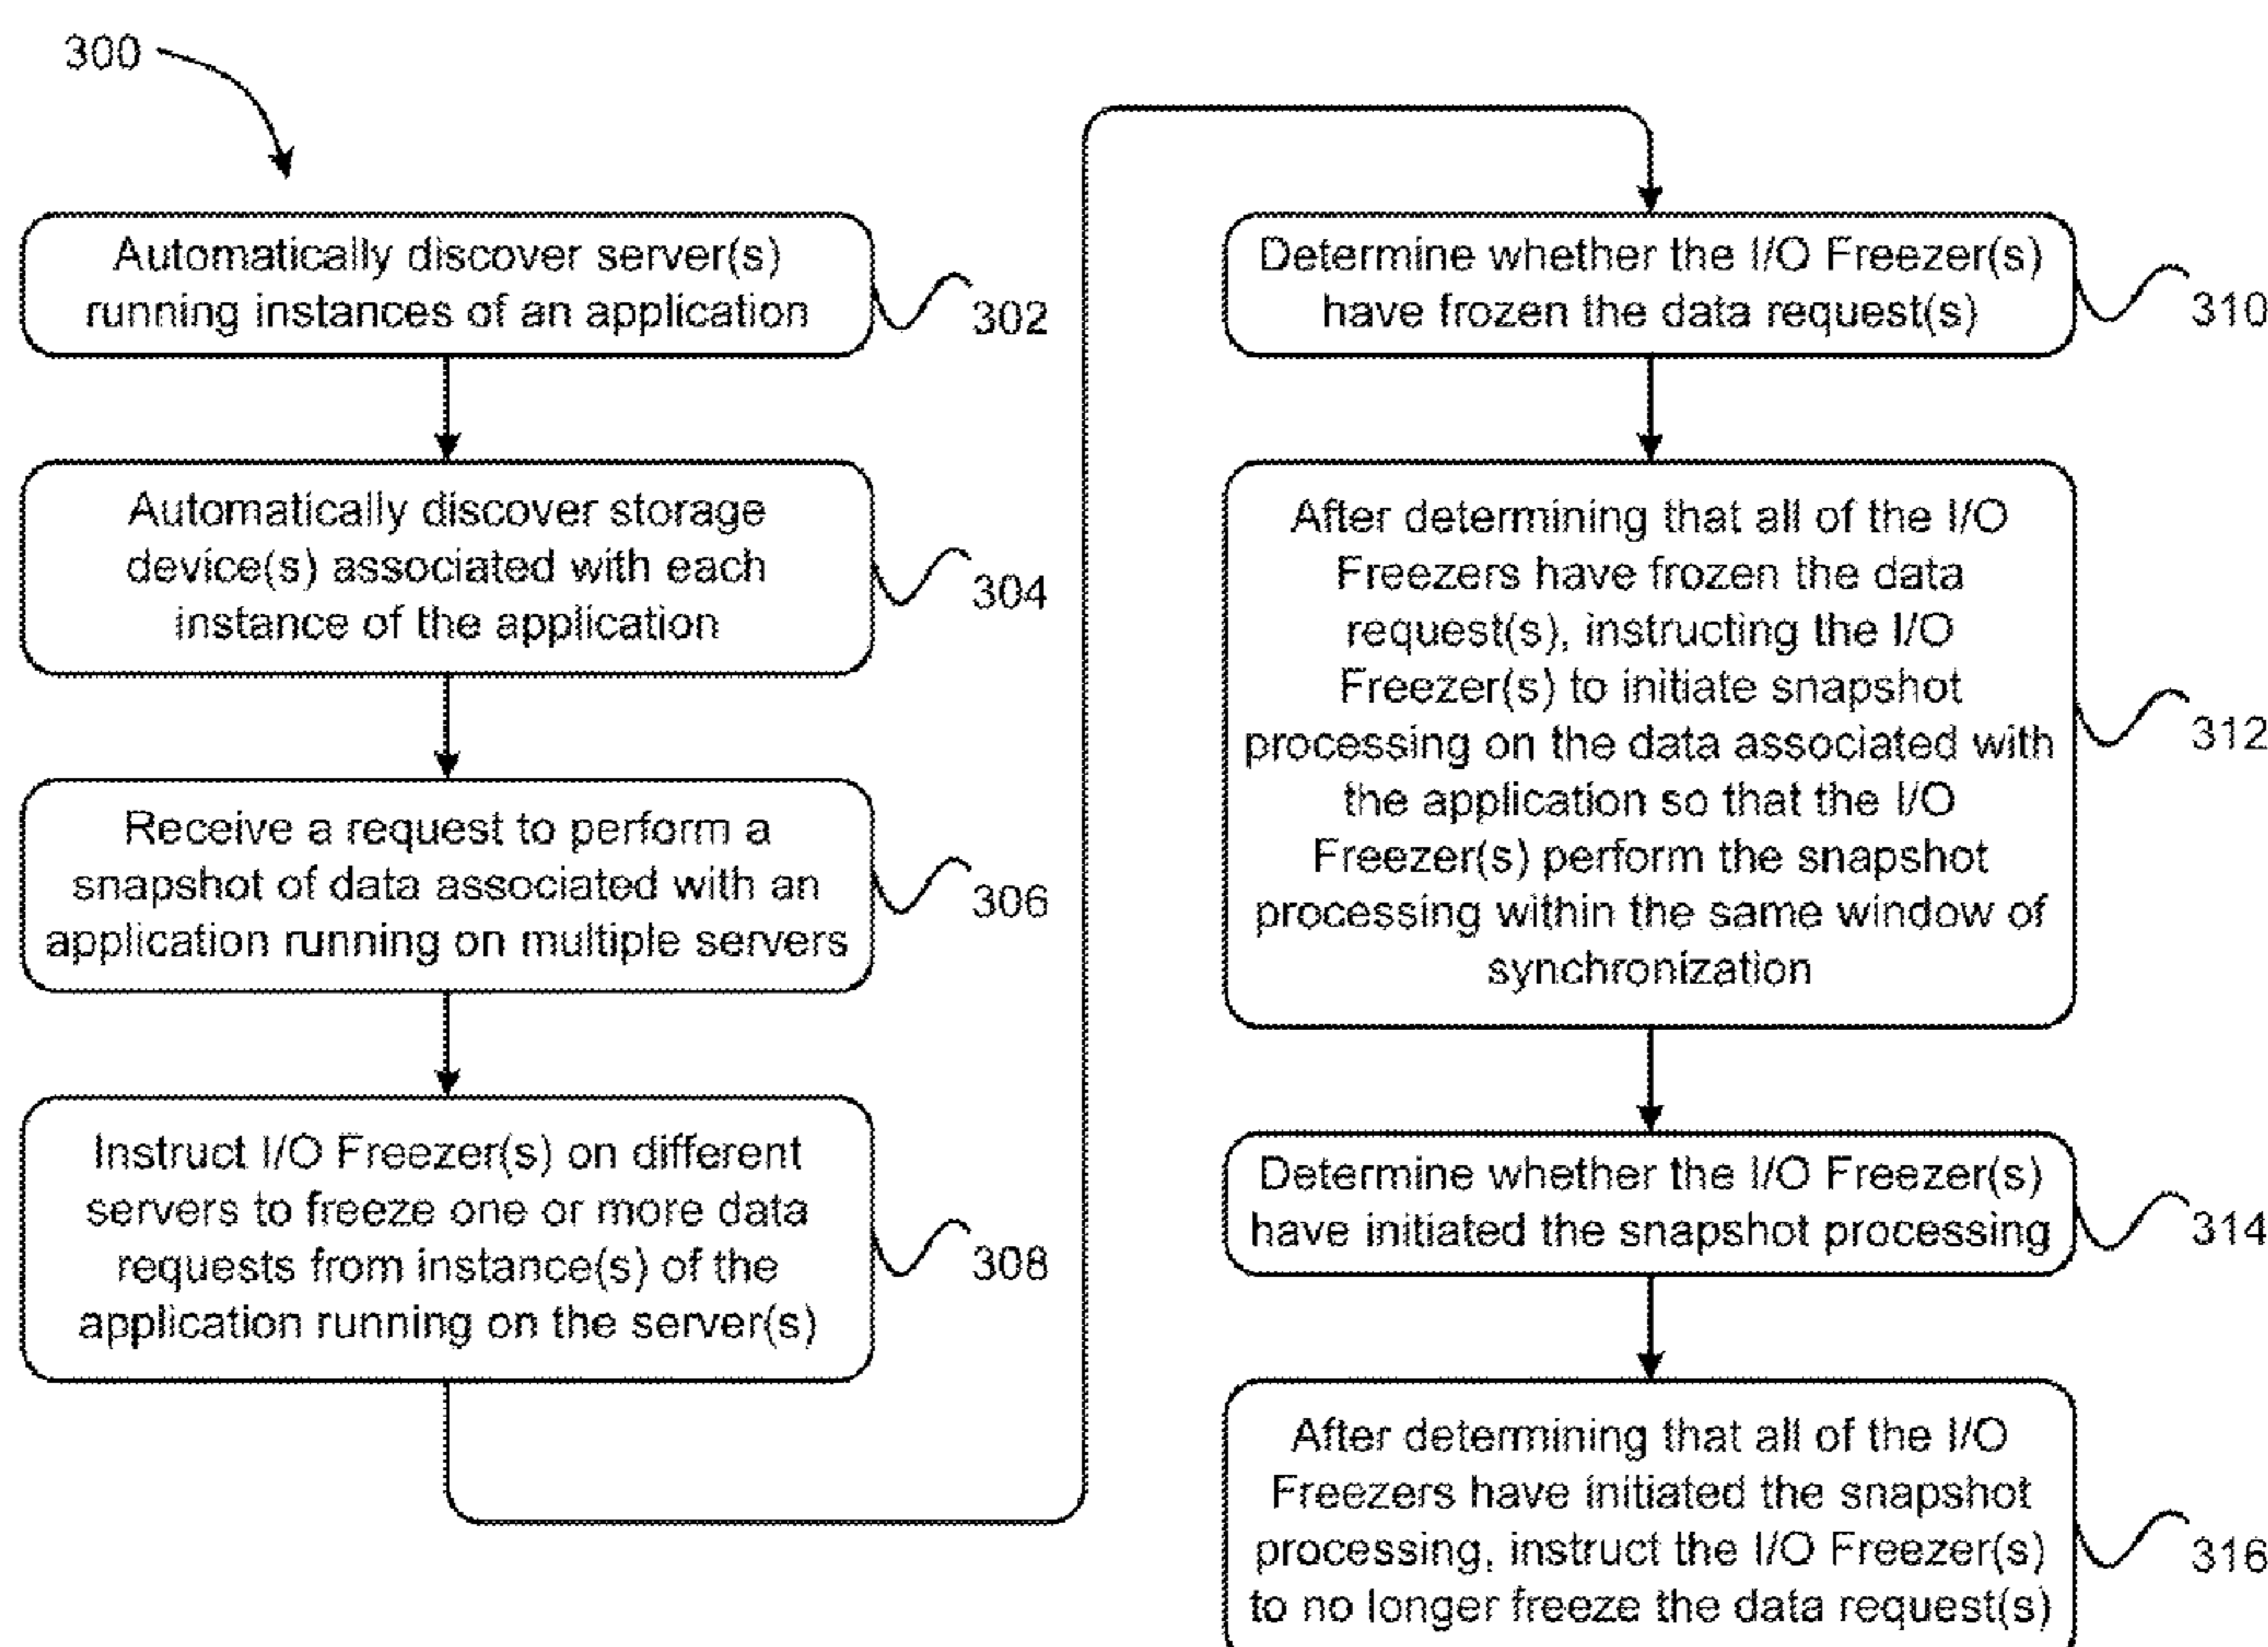 300
Automatically discover server(s)
running instances of an application
302
Automatically discover storage
device(s) associated with each
instance of the application
304
Receive a request to perform a
snapshot of data associated with an
application running on multiple servers
306
Instruct I/O Freezer(s) on different
servers to freeze one or more data
requests from instance(s) of the
application running on the server(s)
308
Determine whether the I/O Freezer(s)
have frozen the data request(s)
310
After determining that all of the I/O
Freezers have frozen the data
request(s), instructing the I/O
Freezer(s) to initiate snapshot
processing on the data associated with
the application so that the I/O
Freezer(s) perform the snapshot
processing within the same window of
synchronization
312
Determine whether the I/O Freezer(s)
have initiated the snapshot processing
314
After determining that all of the I/O
Freezers have initiated the snapshot
processing, instruct the I/O Freezer(s)
to no longer freeze the data request(s)
316